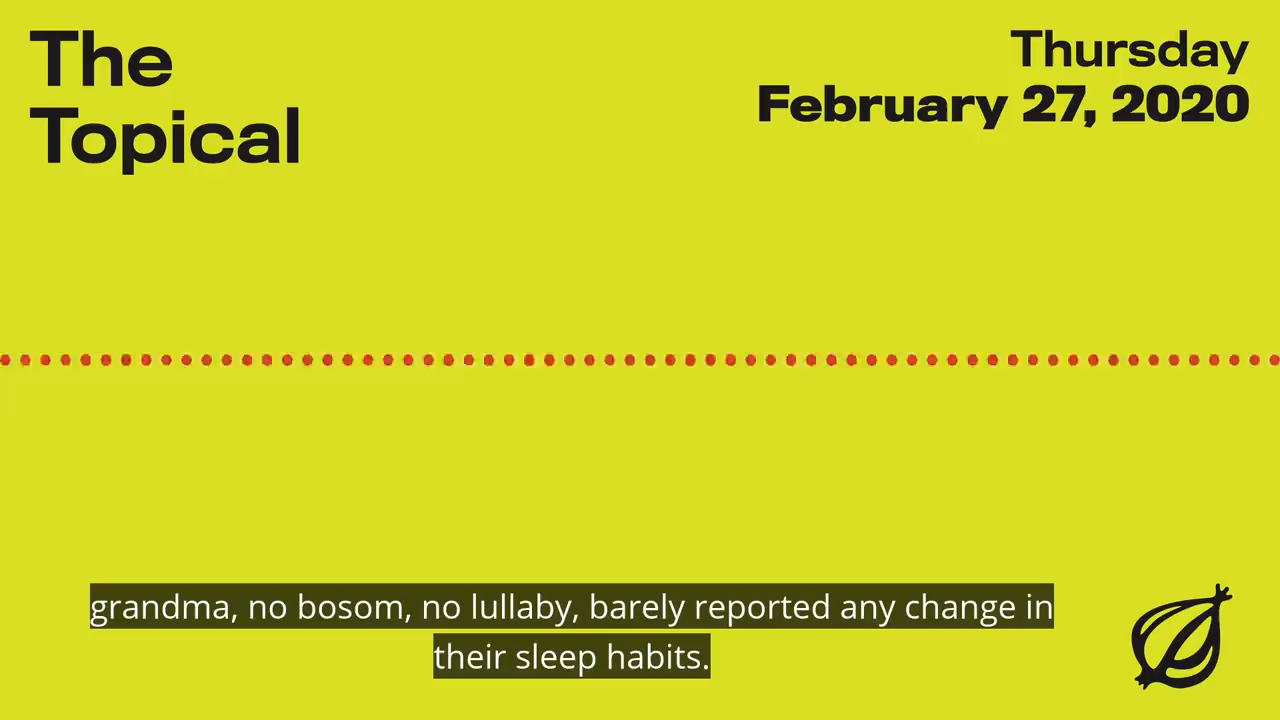 The
Topical
Thursday
February 27, 2020
grandma, no bosom, no lullaby, barely reported any change in
their sleep habits.